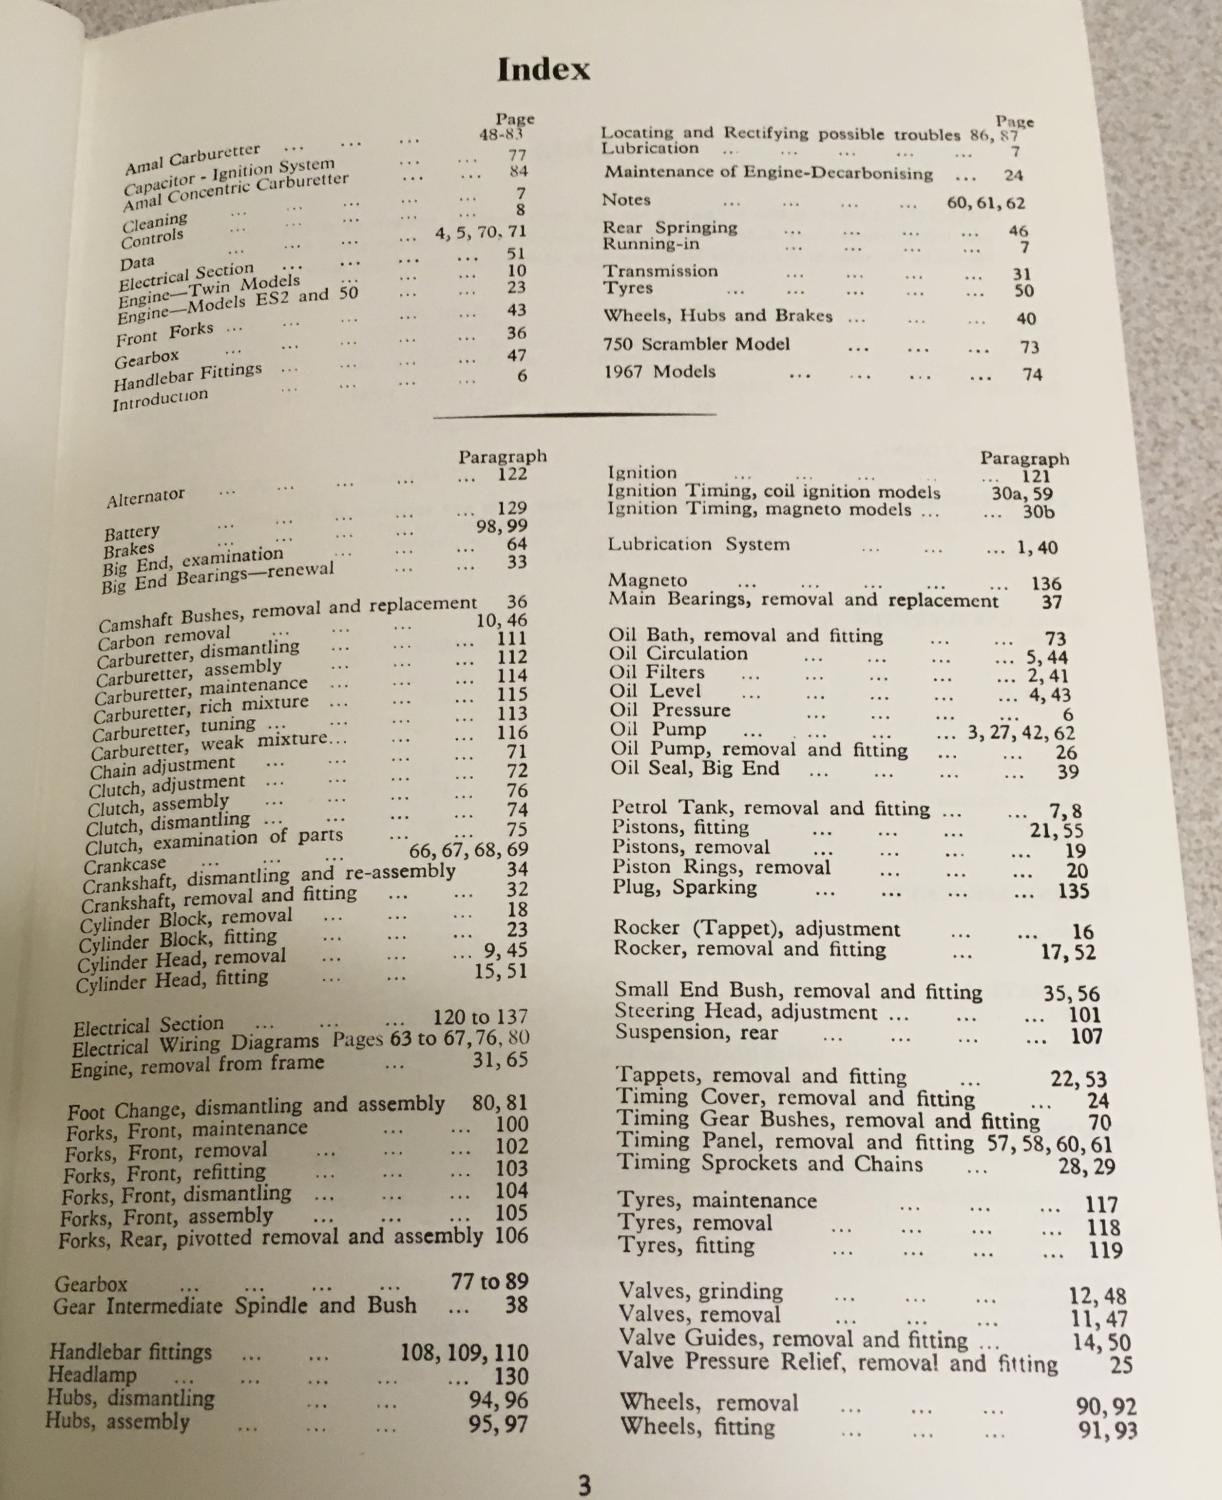 Index
Page
Amal Carburetter ... ... ... 48-83
Capacitor - Ignition System ... ... 77
Amal Concentric Carburetter ... ... 84
Cleaning ... ... ... ... ... 7
Controls ... ... ... ... ... 8
Data ... ... ... ... 4, 5, 70, 71
Electrical Section ... ... ... ... 51
Engine—Twin Models ... ... ... 10
Engine—Models ES2 and 50 ... ... 23
Front Forks ... ... ... ... ... 43
Gearbox ... ... ... ... ... 36
Handlebar Fittings ... ... ... ... 47
Introduction ... ... ... ... 6
Page
Locating and Rectifying possible troubles 86, 87
Lubrication ... ... ... ... ... 7
Maintenance of Engine-Decarbonising ... 24
Notes ... ... ... ... 60, 61, 62
Rear Springing ... ... ... ... 46
Running-in ... ... ... ... 7
Transmission ... ... ... ... 31
Tyres ... ... ... ... ... 50
Wheels, Hubs and Brakes ... ... ... 40
750 Scrambler Model ... ... ... 73
1967 Models ... ... ... ... 74
Paragraph
Alternator ... ... ... ... ... 122
Battery ... ... ... ... ... 129
Brakes ... ... ... ... 98, 99
Big End, examination ... ... ... 64
Big End Bearings—renewal ... ... 33
Camshaft Bushes, removal and replacement 36
Carbon removal ... ... ... 10, 46
Carburetter, dismantling ... ... ... 111
Carburetter, assembly ... ... ... 112
Carburetter, maintenance ... ... ... 114
Carburetter, rich mixture ... ... ... 115
Carburetter, tuning ... ... ... ... 113
Carburetter, weak mixture... ... ... 116
Chain adjustment ... ... ... ... 71
Clutch, adjustment ... ... ... ... 72
Clutch, assembly ... ... ... ... 76
Clutch, dismantling ... ... ... ... 74
Clutch, examination of parts ... ... 75
Crankcase ... ... ... 66, 67, 68, 69
Crankshaft, dismantling and re-assembly 34
Crankshaft, removal and fitting ... ... 32
Cylinder Block, removal ... ... ... 18
Cylinder Block, fitting ... ... ... 23
Cylinder Head, removal ... ... ... 9, 45
Cylinder Head, fitting ... ... 15, 51
Electrical Section ... ... ... 120 to 137
Electrical Wiring Diagrams Pages 63 to 67, 76, 80
Engine, removal from frame ... 31, 65
Foot Change, dismantling and assembly 80, 81
Forks, Front, maintenance ... ... 100
Forks, Front, removal ... ... ... 102
Forks, Front, refitting ... ... ... 103
Forks, Front, dismantling ... ... ... 104
Forks, Front, assembly ... ... ... 105
Forks, Rear, pivotted removal and assembly 106
Gearbox ... ... ... ... 77 to 89
Gear Intermediate Spindle and Bush ... 38
Handlebar fittings ... ... 108, 109, 110
Headlamp ... ... ... ... ... 130
Hubs, dismantling ... ... 94, 96
Hubs, assembly ... ... ... 95, 97
Paragraph
Ignition ... ... ... ... ... 121
Ignition Timing, coil ignition models 30a, 59
Ignition Timing, magneto models ... ... 30b
Lubrication System ... ... ... 1, 40
Magneto ... ... ... ... ... 136
Main Bearings, removal and replacement 37
Oil Bath, removal and fitting ... ... 73
Oil Circulation ... ... ... ... 5, 44
Oil Filters ... ... ... ... ... 2, 41
Oil Level ... ... ... ... ... 4, 43
Oil Pressure ... ... ... ... 6
Oil Pump ... ... ... ... 3, 27, 42, 62
Oil Pump, removal and fitting ... ... 26
Oil Seal, Big End ... ... ... ... 39
Petrol Tank, removal and fitting ... ... 7, 8
Pistons, fitting ... ... ... 21, 55
Pistons, removal ... ... ... ... 19
Piston Rings, removal ... ... ... 20
Plug, Sparking ... ... ... ... 135
Rocker (Tappet), adjustment ... ... 16
Rocker, removal and fitting ... 17, 52
Small End Bush, removal and fitting 35, 56
Steering Head, adjustment ... ... ... 101
Suspension, rear ... ... ... ... 107
Tappets, removal and fitting ... 22, 53
Timing Cover, removal and fitting ... 24
Timing Gear Bushes, removal and fitting 70
Timing Panel, removal and fitting 57, 58, 60, 61
Timing Sprockets and Chains ... 28, 29
Tyres, maintenance ... ... ... 117
Tyres, removal ... ... ... ... 118
Tyres, fitting ... ... ... ... 119
Valves, grinding ... ... ... 12, 48
Valves, removal ... ... ... 11, 47
Valve Guides, removal and fitting ... 14, 50
Valve Pressure Relief, removal and fitting 25
Wheels, removal ... ... ... 90, 92
Wheels, fitting ... ... ... 91, 93
3